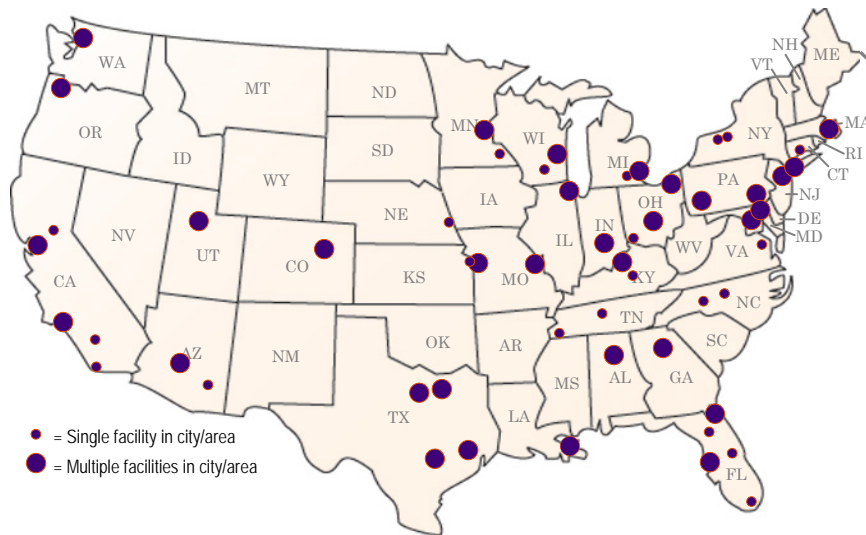 NH
ME
VT
WA
MT
ND
MN
MA
NY
OR
WI
RI
ID
SD
MI
CT
WY
PA
IA
NJ
NE
OH
NV
UT
IL
IN
DE
CO
WV
MD
VA
CA
KS
MO
KY
NC
TN
AZ
NM
OK
AR
SC
MS
AL
GA
TX
LA
= Single facility in city/area
= Multiple facilities in city/area
FL